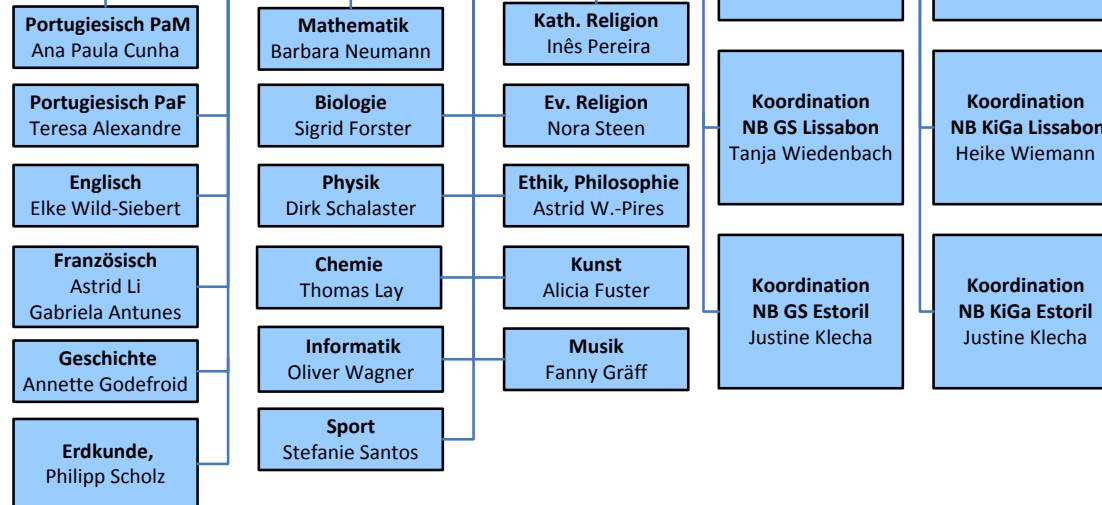 Portugiesisch PaM
Ana Paula Cunha
Portugiesisch PaF
Teresa Alexandre
Englisch
Elke Wild-Siebert
Französisch
Astrid Li
Gabriela Antunes
Geschichte
Annette Godefroid
Erdkunde,
Philipp Scholz
Mathematik
Barbara Neumann
Biologie
Sigrid Forster
Physik
Dirk Schalaster
Chemie
Thomas Lay
Informatik
Oliver Wagner
Sport
Stefanie Santos
Kath. Religion
Inês Pereira
Ev. Religion
Nora Steen
Ethik, Philosophie
Astrid W.-Pires
Kunst
Alicia Fuster
Musik
Fanny Gräff
Koordination
NB GS Lissabon
Tanja Wiedenbach
Koordination
NB GS Estoril
Justine Klecha
Koordination
NB KiGa Lissabon
Heike Wiemann
Koordination
NB KiGa Estoril
Justine Klecha